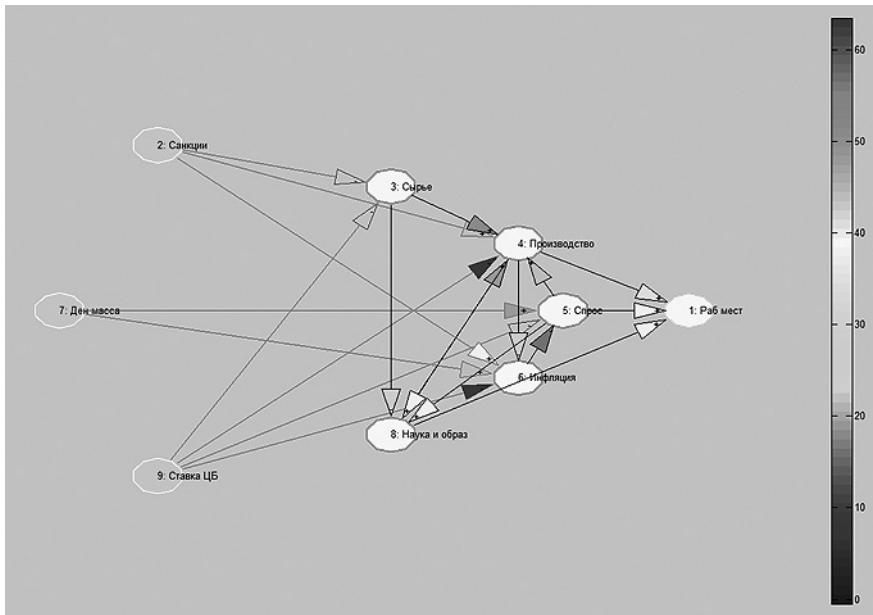 2: Санкции
3: Сырье
4: Производство
7: Ден масса
5: Спрос
1: Раб мест
6: Инфляция
8: Наука и образ
9: Ставка ЦБ
60
50
40
30
20
10
0